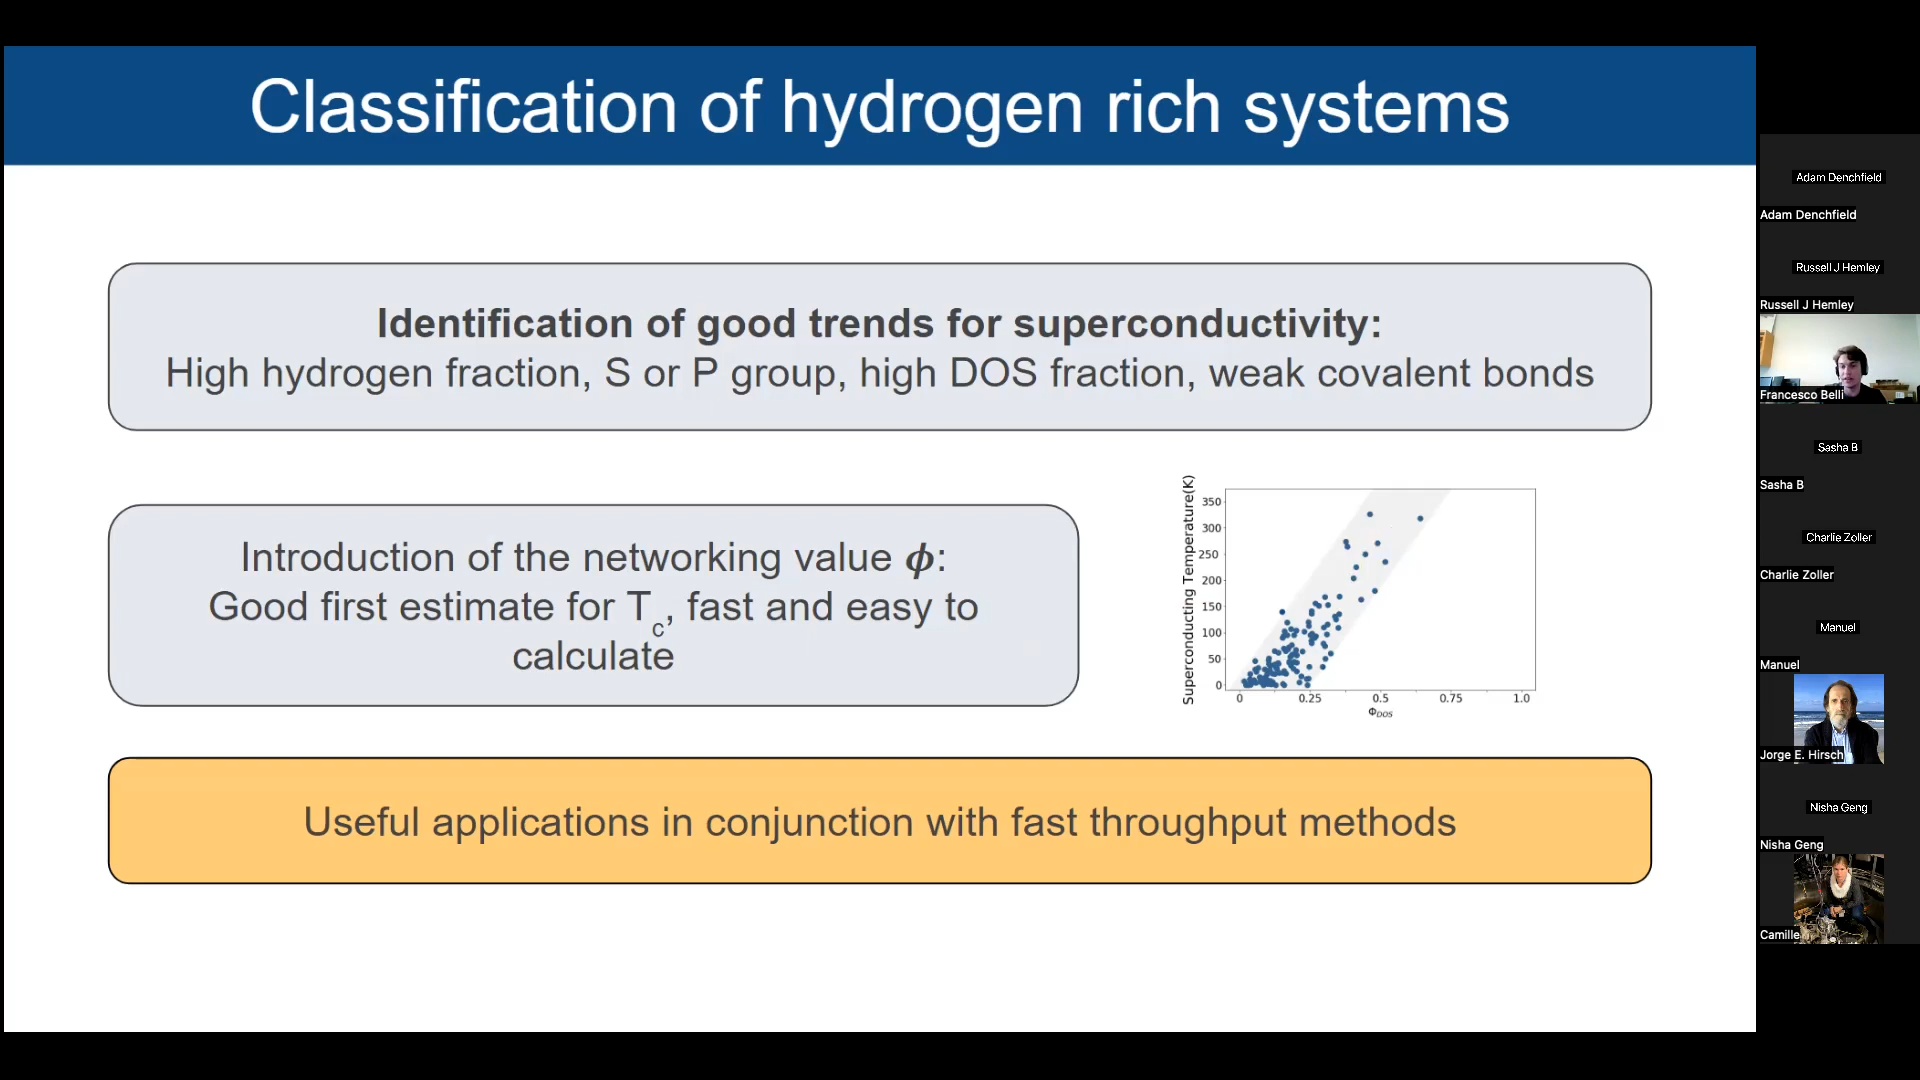 Classification of hydrogen rich systems
Identification of good trends for superconductivity:
High hydrogen fraction, S or P group, high DOS fraction, weak covalent bonds
Introduction of the networking value ϕ:
Good first estimate for Tc, fast and easy to
calculate
Superconducting Temperature(K)
350
300
250
200
150
100
50
0
0 0.25 0.5 0.75 1.0
ΦDOS
Useful applications in conjunction with fast throughput methods
Adam Denchfield
Adam Denchfield
Russell J Hemley
Russell J Hemley
Francesco Belli
Sasha B
Sasha B
Charlie Zoller
Charlie Zoller
Manuel
Manuel
Jorge E. Hirsch
Nisha Geng
Nisha Geng
Camille